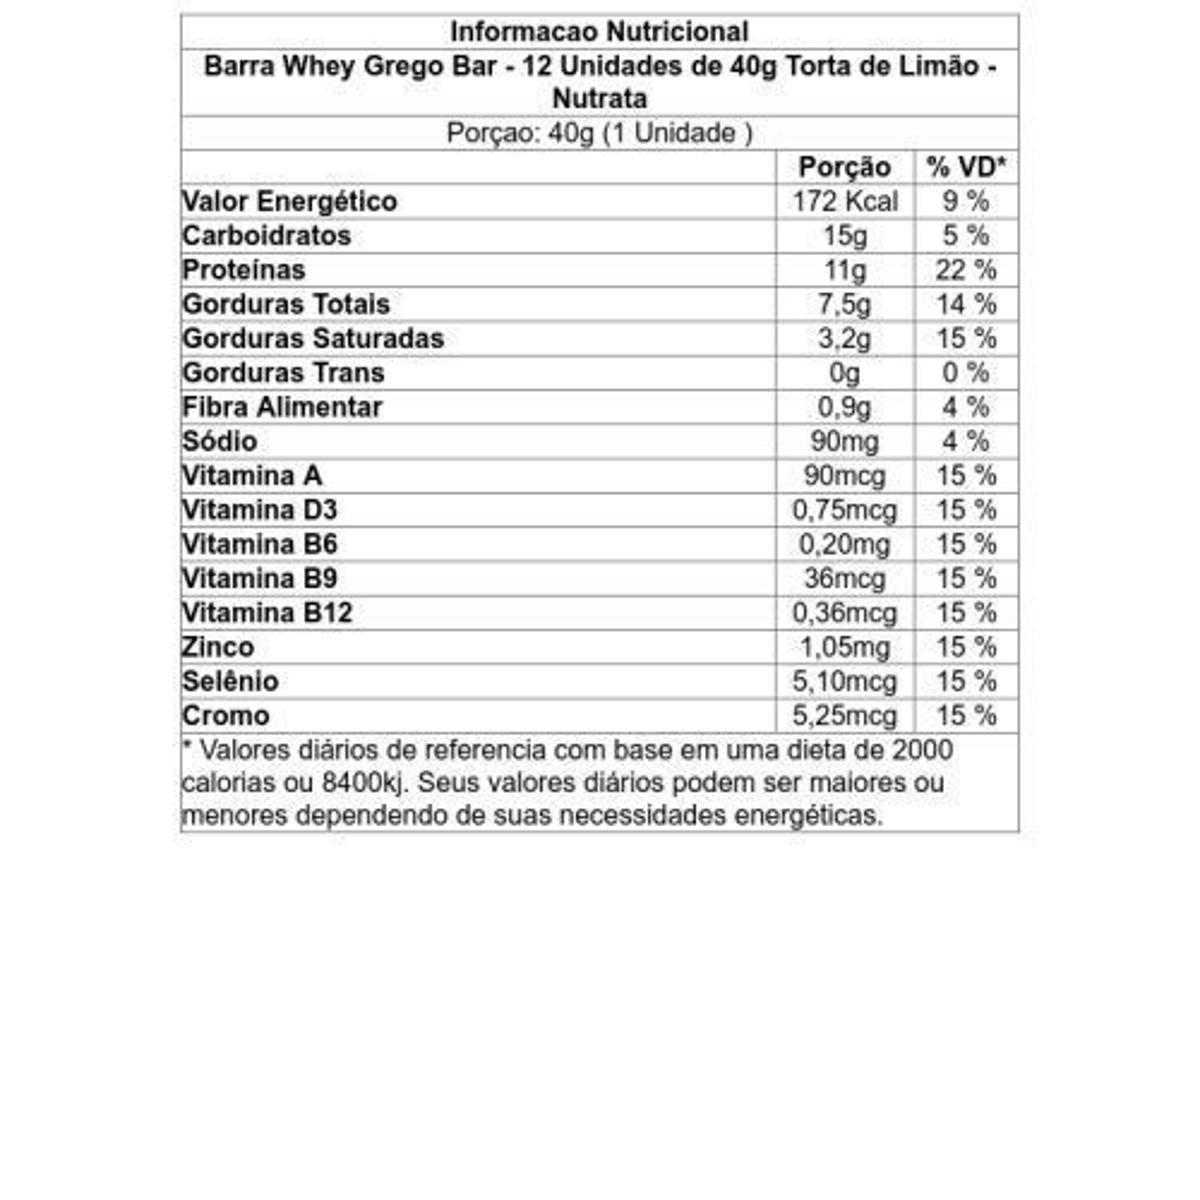 Informacao Nutricional
Barra Whey Grego Bar - 12 Unidades de 40g Torta de Limão -
Nutrata
Porçao: 40g (1 Unidade )
Porção % VD*
Valor Energético 172 Kcal 9 %
Carboidratos 15g 5 %
Proteínas 11g 22 %
Gorduras Totais 7,5g 14 %
Gorduras Saturadas 3,2g 15 %
Gorduras Trans 0g 0 %
Fibra Alimentar 0,9g 4 %
Sódio 90mg 4 %
Vitamina A 90mcg 15 %
Vitamina D3 0,75mcg 15 %
Vitamina B6 0,20mg 15 %
Vitamina B9 36mcg 15 %
Vitamina B12 0,36mcg 15 %
Zinco 1,05mg 15 %
Selênio 5,10mcg 15 %
Cromo 5,25mcg 15 %
* Valores diários de referencia com base em uma dieta de 2000
calorias ou 8400kj. Seus valores diários podem ser maiores ou
menores dependendo de suas necessidades energéticas.